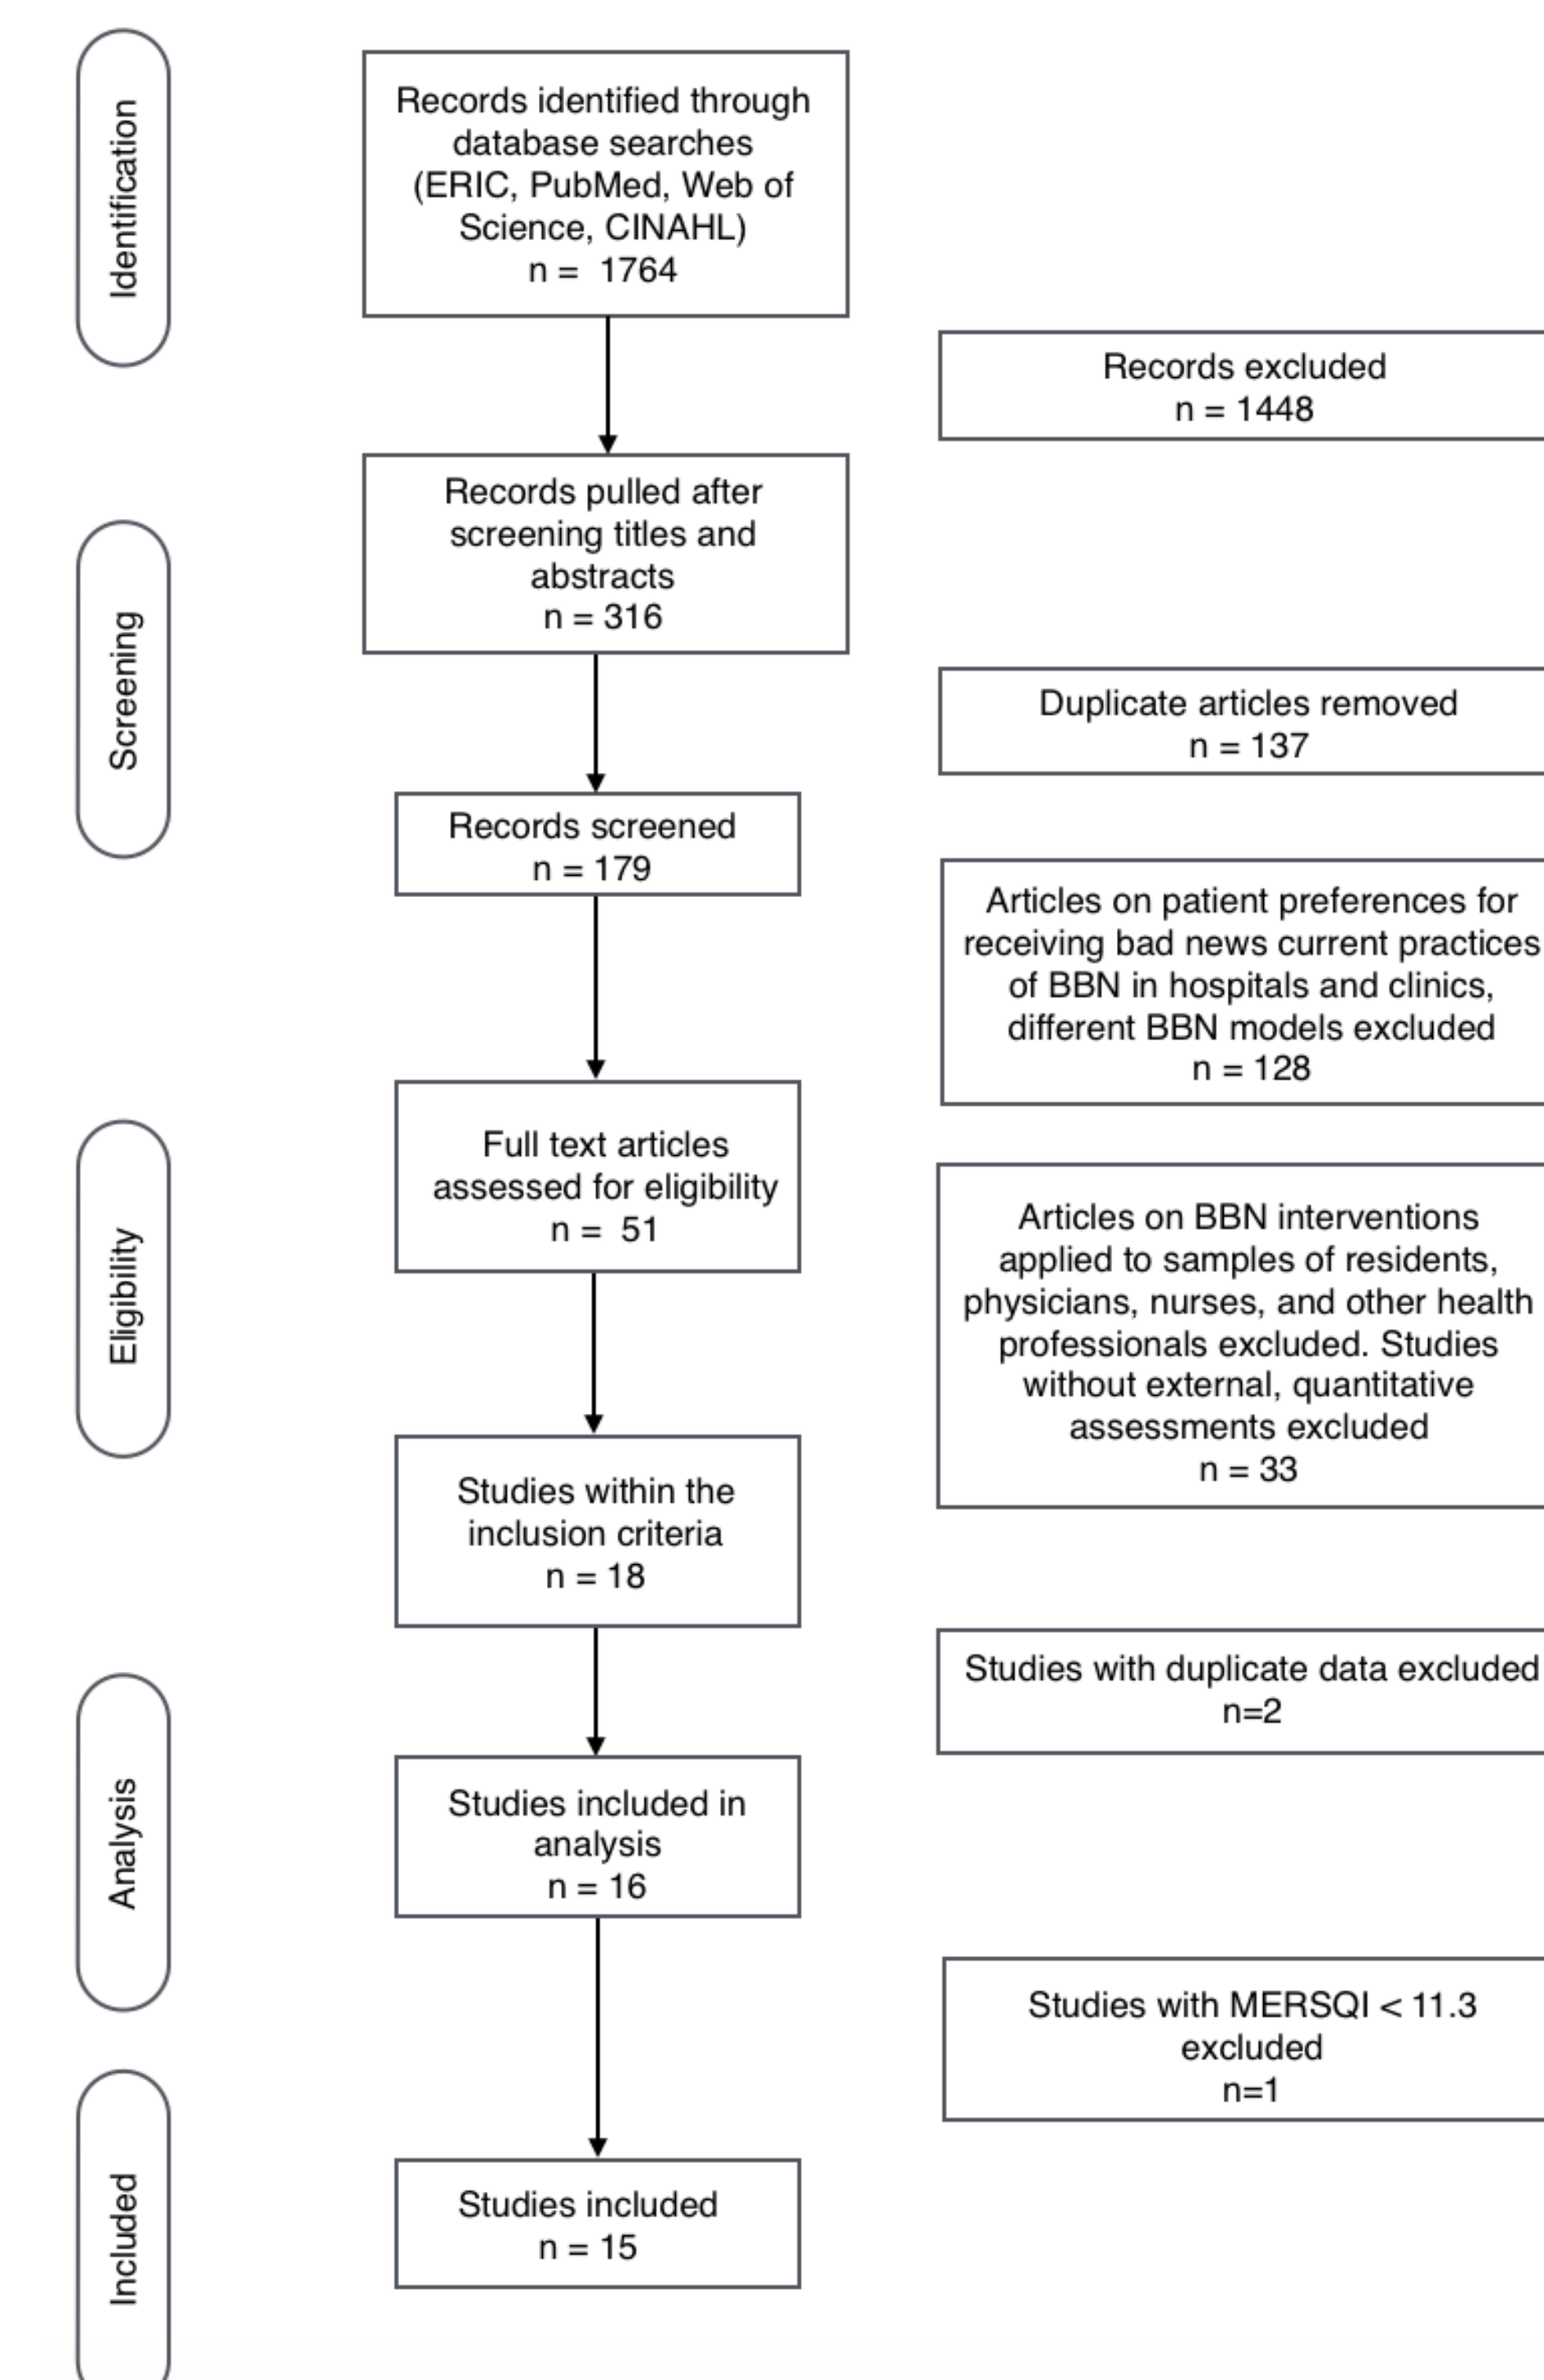 Identification
Records identified through
database searches
(ERIC, PubMed, Web of
Science, CINAHL)
n =  1764
Records excluded
n = 1448
Screening
Records pulled after
screening titles and
abstracts
n = 316
Duplicate articles removed
n = 137
Records screened
n = 179
Articles on patient preferences for
receiving bad news current practices
of BBN in hospitals and clinics,
different BBN models excluded
n = 128
Eligibility
Full text articles
assessed for eligibility
n =  51
Articles on BBN interventions
applied to samples of residents,
physicians, nurses, and other health
professionals excluded. Studies
without external, quantitative
assessments excluded
n = 33
Studies within the
inclusion criteria
n = 18
Studies with duplicate data excluded
n=2
Analysis
Studies included in
analysis
n = 16
Studies with MERSQI < 11.3
excluded
n=1
Included
Studies included
n = 15